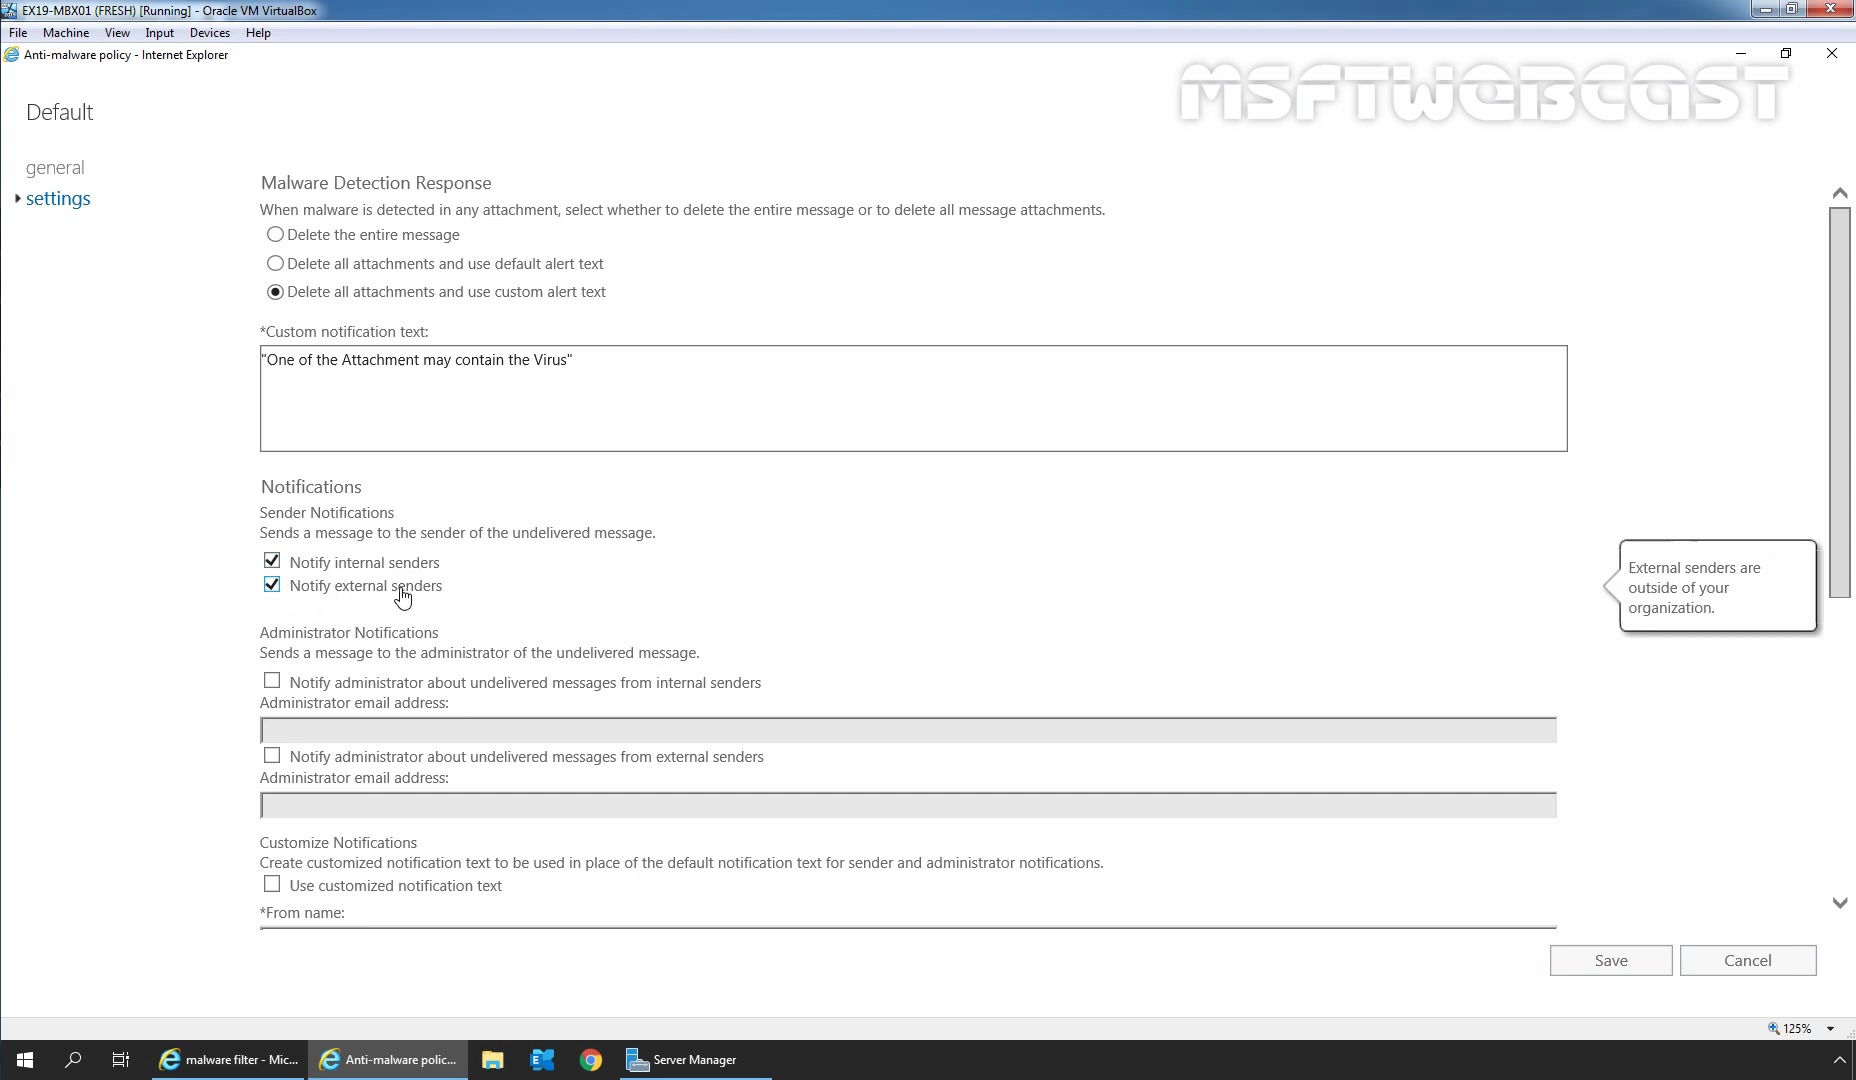 EX19-MBX01 (FRESH) [Running] - Oracle VM VirtualBox
File Machine View Input Devices Help
Anti-malware policy - Internet Explorer
MSFTWEBCAST
Default
general
settings
Malware Detection Response
When malware is detected in any attachment, select whether to delete the entire message or to delete all message attachments.
Delete the entire message
Delete all attachments and use default alert text
Delete all attachments and use custom alert text
*Custom notification text:
"One of the Attachment may contain the Virus"
Notifications
Sender Notifications
Sends a message to the sender of the undelivered message.
Notify internal senders
Notify external senders
External senders are
outside of your
organization.
Administrator Notifications
Sends a message to the administrator of the undelivered message.
Notify administrator about undelivered messages from internal senders
Administrator email address:
Notify administrator about undelivered messages from external senders
Administrator email address:
Customize Notifications
Create customized notification text to be used in place of the default notification text for sender and administrator notifications.
Use customized notification text
*From name:
Save Cancel
125%
malware filter - Mic... Anti-malware polic... Server Manager